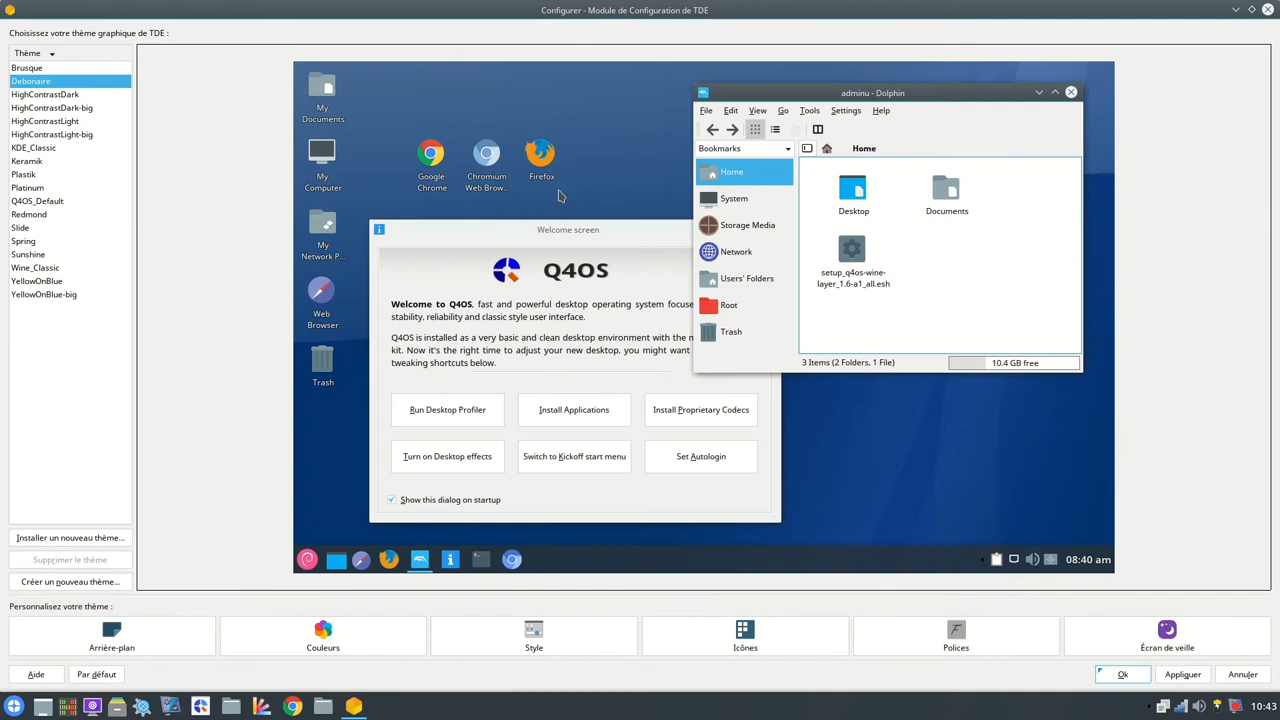 Configurer - Module de Configuration de TDE
Choisissez votre thème graphique de TDE :
Thème
Brusque
Debonaire
HighContrastDark
HighContrastDark-big
HighContrastLight
HighContrastLight-big
KDE_Classic
Keramik
Plastik
Platinum
Q4OS_Default
Redmond
Slide
Spring
Sunshine
Wine_Classic
YellowOnBlue
YellowOnBlue-big
Installer un nouveau thème...
Supprimer le thème
Créer un nouveau thème...
My
Documents
My
Computer
My
Network P...
Web
Browser
Trash
Google
Chrome
Chromium
Web Brow...
Firefox
Welcome screen
Q4OS
Welcome to Q4OS, fast and powerful desktop operating system focuse
stability, reliability and classic style user interface.
Q4OS is installed as a very basic and clean desktop environment with the n
kit. Now it's the right time to adjust your new desktop, you might want
tweaking shortcuts below.
Run Desktop Profiler
Install Applications
Install Proprietary Codecs
Turn on Desktop effects
Switch to Kickoff start menu
Set Autologin
Show this dialog on startup
adminu - Dolphin
File Edit View Go Tools Settings Help
Bookmarks
Home
Home
System
Storage Media
Network
Users' Folders
Root
Trash
Desktop
Documents
setup_q4os-wine-
layer_1.6-a1_all.esh
3 Items (2 Folders, 1 File)
10.4 GB free
08:40 am
Personnalisez votre thème :
Arrière-plan
Couleurs
Style
Icônes
Polices
Écran de veille
Aide
Par défaut
Ok
Appliquer
Annuler
10:43